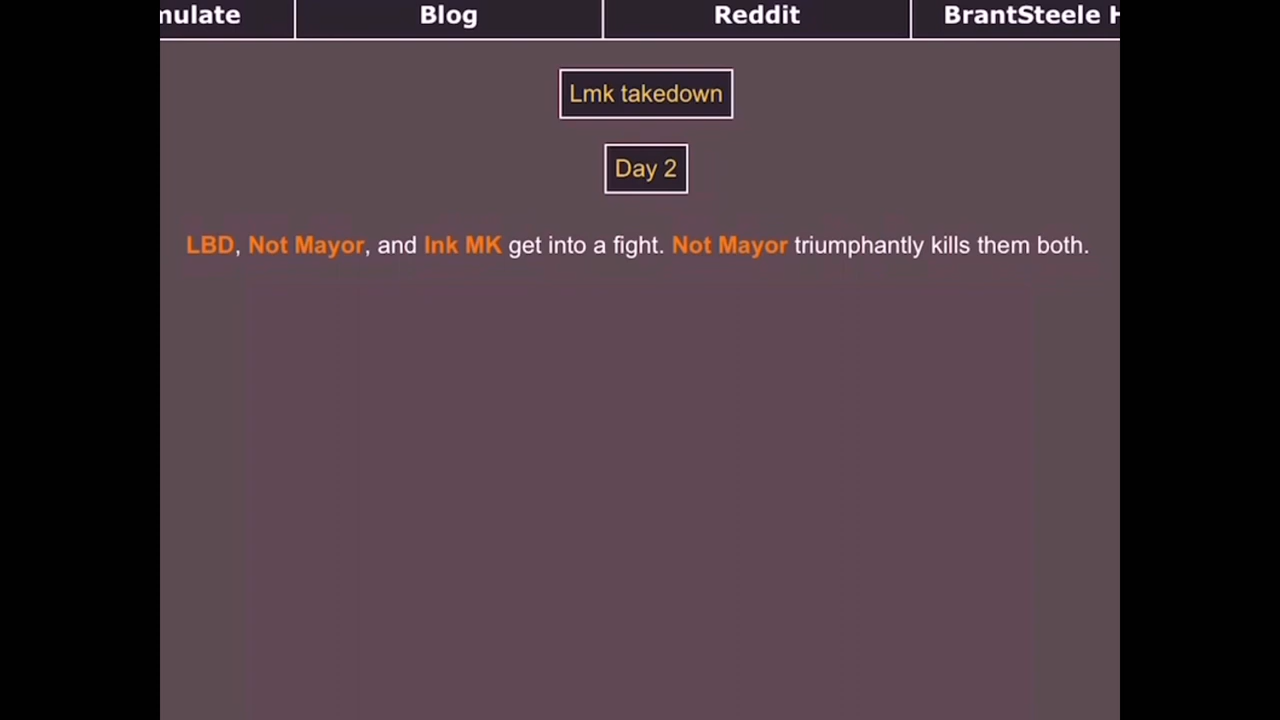 mulate Blog Reddit BrantSteele H
Lmk takedown
Day 2
LBD, Not Mayor, and Ink MK get into a fight. Not Mayor triumphantly kills them both.